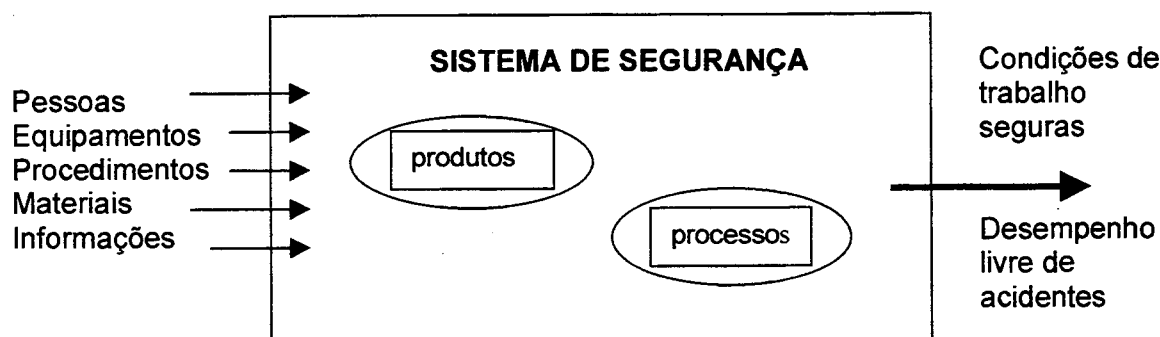 SISTEMA DE SEGURANÇA
Pessoas
Equipamentos
Procedimentos
Materiais
Informações
produtos
processos
Condições de
trabalho
seguras
Desempenho
livre de
acidentes